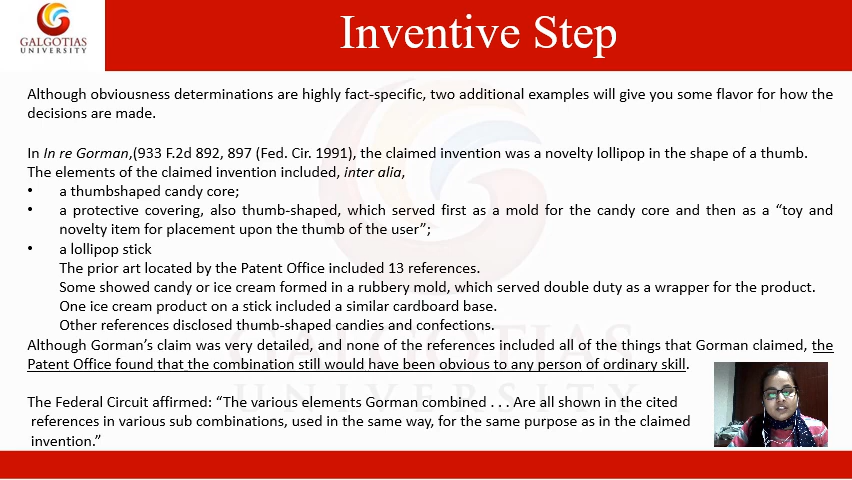 GALGOTIAS
UNIVERSITY
Inventive Step
Although obviousness determinations are highly fact-specific, two additional examples will give you some flavor for how the
decisions are made.
In In re Gorman,(933 F.2d 892, 897 (Fed. Cir. 1991), the claimed invention was a novelty lollipop in the shape of a thumb.
The elements of the claimed invention included, inter alia,
• a thumbshaped candy core;
• a protective covering, also thumb-shaped, which served first as a mold for the candy core and then as a “toy and
novelty item for placement upon the thumb of the user”;
• a lollipop stick
The prior art located by the Patent Office included 13 references.
Some showed candy or ice cream formed in a rubbery mold, which served double duty as a wrapper for the product.
One ice cream product on a stick included a similar cardboard base.
Other references disclosed thumb-shaped candies and confections.
Although Gorman’s claim was very detailed, and none of the references included all of the things that Gorman claimed, the
Patent Office found that the combination still would have been obvious to any person of ordinary skill.
The Federal Circuit affirmed: “The various elements Gorman combined . . . Are all shown in the cited
references in various sub combinations, used in the same way, for the same purpose as in the claimed
invention.”
GALGOTIAS
UNIVERSITY